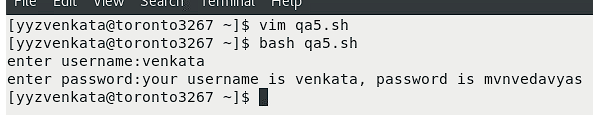 File Edit View Search Terminal Help
[yyzvenkata@toronto3267 ~]$ vim qa5.sh
[yyzvenkata@toronto3267 ~]$ bash qa5.sh
enter username:venkata
enter password:your username is venkata, password is mvnvedavyas
[yyzvenkata@toronto3267 ~]$